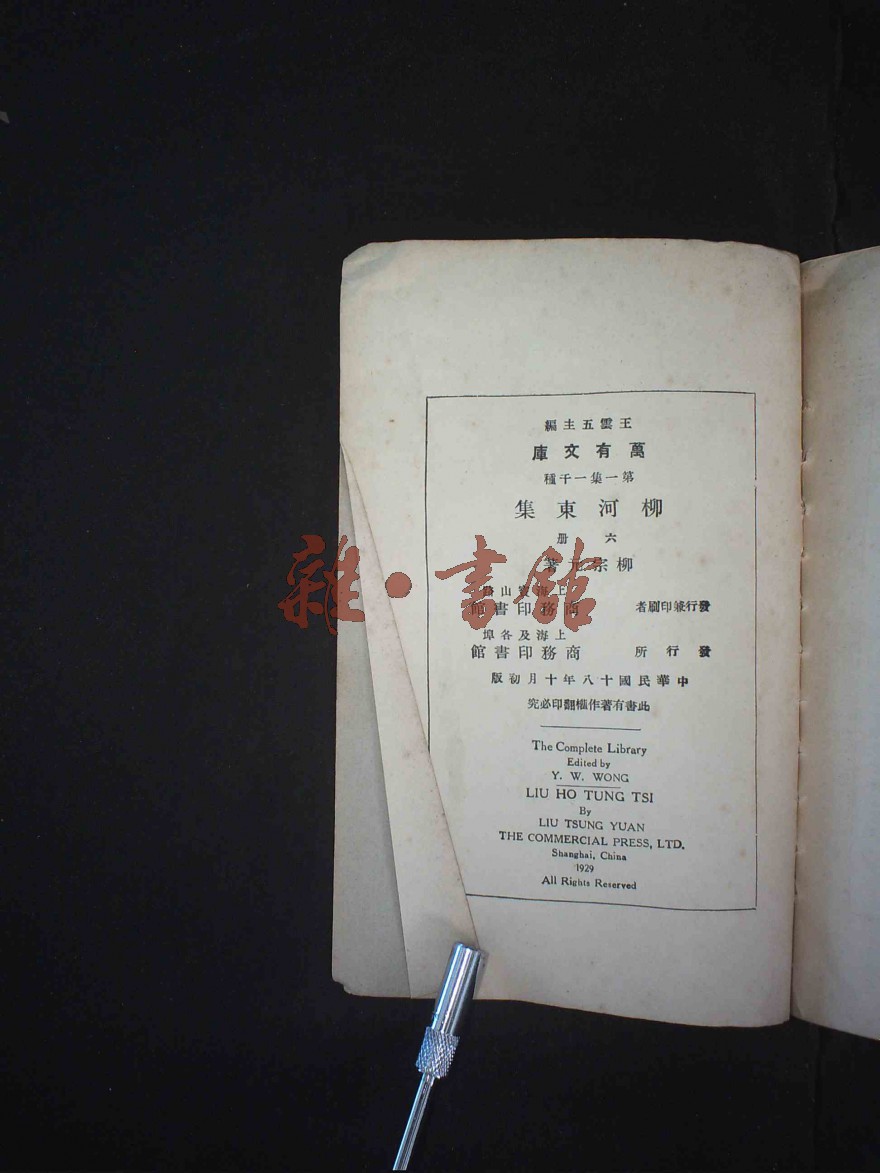 王雲五主編
萬有文庫
第一集一千種
柳河東集
六册
柳宗元著
上海寶山路
發行兼印刷者 商務印書館
上海及各埠
發行所 商務印書館
中華民國十八年十月初版
此書有著作權翻印必究
The Complete Library
Edited by
Y. W. WONG
LIU HO TUNG TSI
By
LIU TSUNG YUAN
THE COMMERCIAL PRESS, LTD.
Shanghai, China
1929
All Rights Reserved
雜·書館